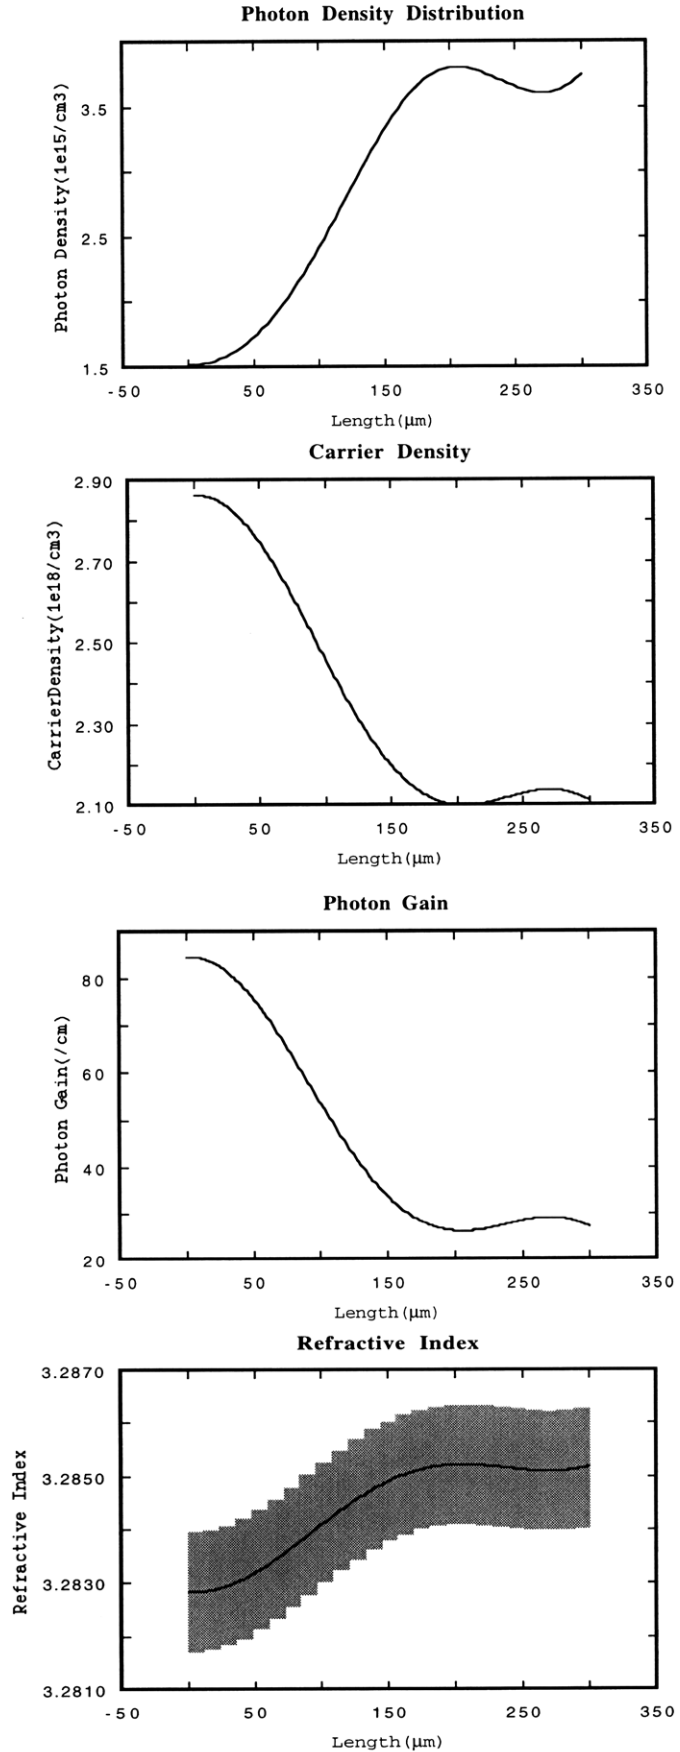 Photon Density Distribution
Photon Density(1e15/cm3)
3.5
2.5
1.5
-50 50 150 250 350
Length(µm)
Carrier Density
CarrierDensity(1e18/cm3)
2.90
2.70
2.50
2.30
2.10
-50 50 150 250 350
Length(µm)
Photon Gain
Photon Gain(/cm)
80
60
40
20
-50 50 150 250 350
Length(µm)
Refractive Index
Refractive Index
3.2870
3.2850
3.2830
3.2810
-50 50 150 250 350
Length(µm)